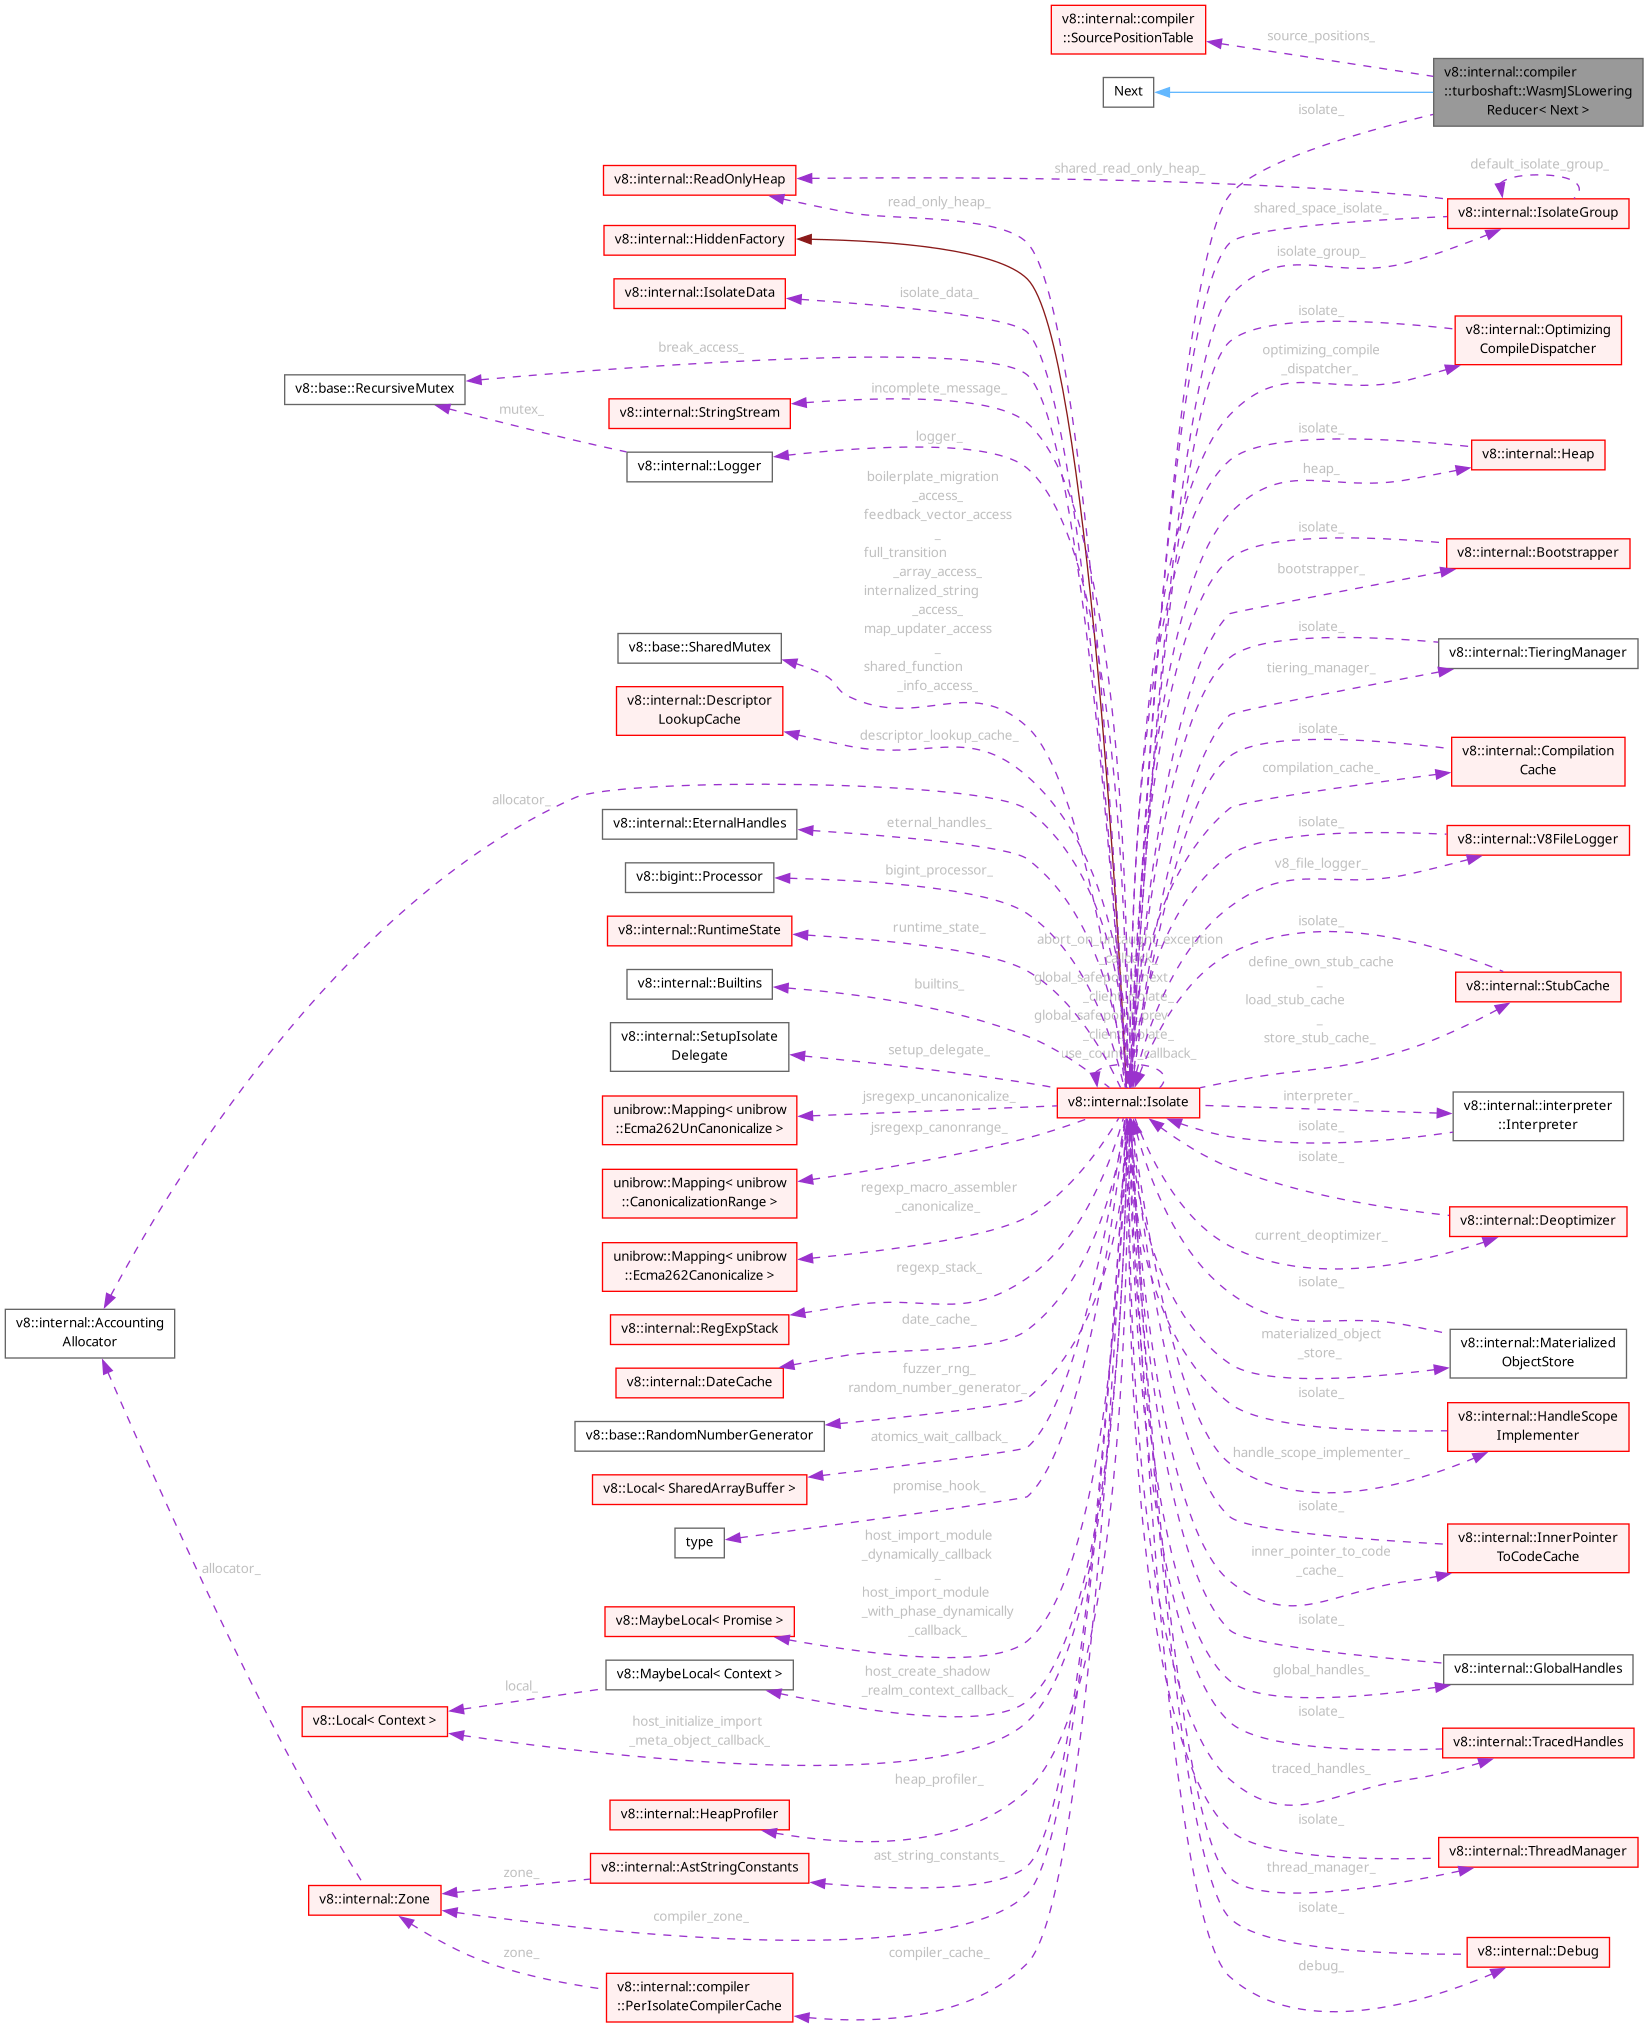 v8::internal::compiler
::SourcePositionTable
source_positions_
v8::internal::compiler
::turboshaft::WasmJSLowering
Reducer< Next >
Next
isolate_
v8::internal::ReadOnlyHeap
shared_read_only_heap_
default_isolate_group_
read_only_heap_
shared_space_isolate_
v8::internal::IsolateGroup
v8::internal::HiddenFactory
isolate_group_
v8::internal::IsolateData
isolate_data_
isolate_
v8::internal::Optimizing
CompileDispatcher
break_access_
optimizing_compile
_dispatcher_
v8::base::RecursiveMutex
incomplete_message_
v8::internal::StringStream
mutex_
logger_
isolate_
v8::internal::Logger
heap_
v8::internal::Heap
boilerplate_migration
_access_
feedback_vector_access
_
full_transition
_array_access_
internalized_string
_access_
map_updater_access
_
shared_function
_info_access_
isolate_
v8::internal::Bootstrapper
bootstrapper_
v8::base::SharedMutex
isolate_
v8::internal::TieringManager
tiering_manager_
v8::internal::Descriptor
LookupCache
descriptor_lookup_cache_
isolate_
v8::internal::Compilation
Cache
compilation_cache_
allocator_
v8::internal::EternalHandles
eternal_handles_
isolate_
v8::internal::V8FileLogger
v8_file_logger_
v8::bigint::Processor
bigint_processor_
v8::internal::RuntimeState
runtime_state_
isolate_
abort_on_uncaught_exception
_callback_
global_safepoint_next
_client_isolate_
global_safepoint_prev
_client_isolate_
use_counter_callback_
define_own_stub_cache
_
load_stub_cache
_
store_stub_cache_
v8::internal::StubCache
v8::internal::Builtins
builtins_
v8::internal::SetupIsolate
Delegate
setup_delegate_
v8::internal::Isolate
unibrow::Mapping< unibrow
::Ecma262UnCanonicalize >
jsregexp_uncanonicalize_
interpreter_
v8::internal::interpreter
::Interpreter
isolate_
jsregexp_canonrange_
isolate_
unibrow::Mapping< unibrow
::CanonicalizationRange >
regexp_macro_assembler
_canonicalize_
v8::internal::Deoptimizer
current_deoptimizer_
unibrow::Mapping< unibrow
::Ecma262Canonicalize >
regexp_stack_
isolate_
v8::internal::Accounting
Allocator
v8::internal::RegExpStack
date_cache_
materialized_object
_store_
v8::internal::Materialized
ObjectStore
v8::internal::DateCache
fuzzer_rng_
random_number_generator_
isolate_
v8::base::RandomNumberGenerator
atomics_wait_callback_
handle_scope_implementer_
v8::internal::HandleScope
Implementer
v8::Local< SharedArrayBuffer >
promise_hook_
isolate_
type
host_import_module
_dynamically_callback
_
host_import_module
_with_phase_dynamically
_callback_
inner_pointer_to_code
_cache_
v8::internal::InnerPointer
ToCodeCache
allocator_
v8::MaybeLocal< Promise >
isolate_
v8::MaybeLocal< Context >
host_create_shadow
_realm_context_callback_
global_handles_
v8::internal::GlobalHandles
local_
v8::Local< Context >
host_initialize_import
_meta_object_callback_
isolate_
v8::internal::TracedHandles
traced_handles_
heap_profiler_
v8::internal::HeapProfiler
isolate_
v8::internal::ThreadManager
thread_manager_
ast_string_constants_
v8::internal::AstStringConstants
zone_
v8::internal::Zone
compiler_zone_
isolate_
v8::internal::Debug
debug_
zone_
compiler_cache_
v8::internal::compiler
::PerIsolateCompilerCache